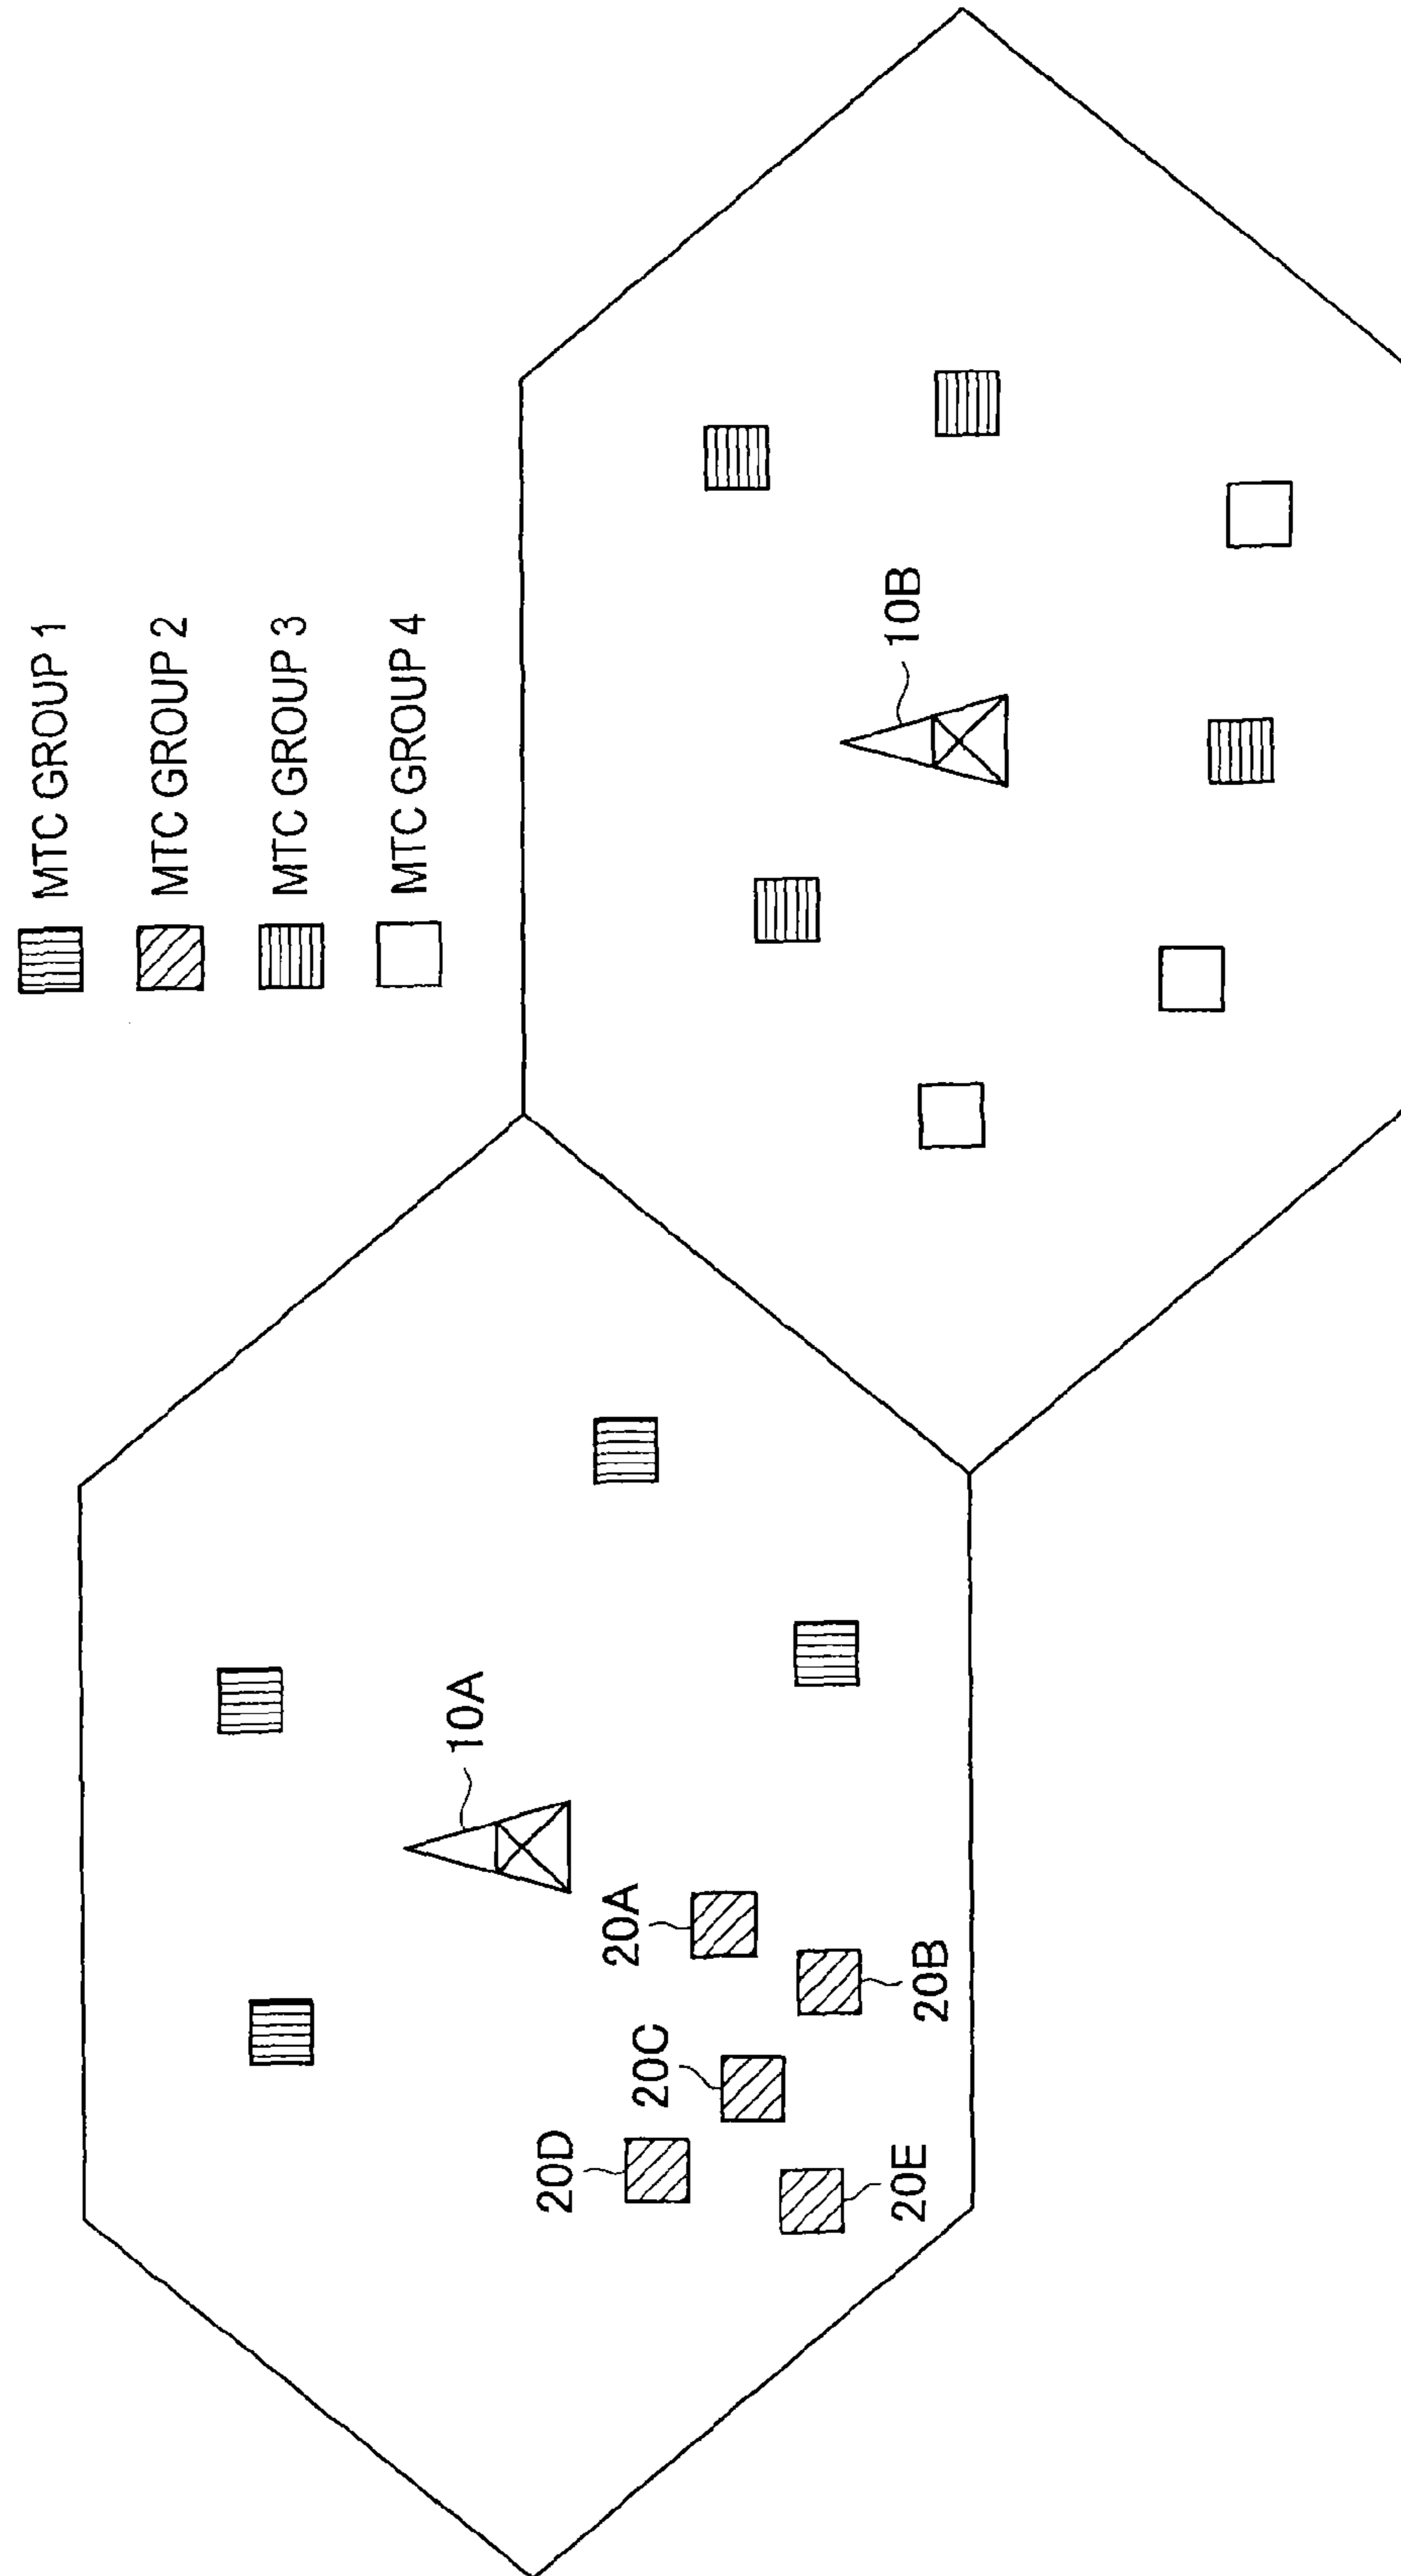 MTC GROUP 1
MTC GROUP 2
MTC GROUP 3
MTC GROUP 4
10A
10B
20D
20A
20C
20E
20B